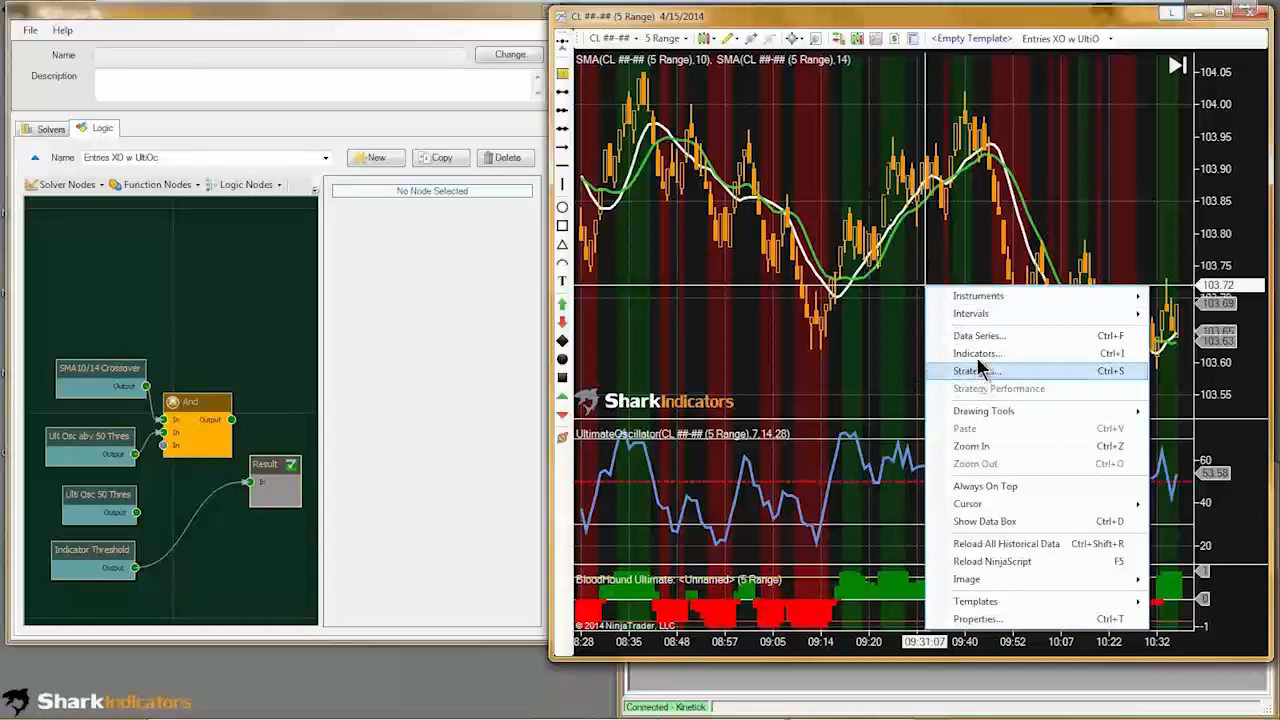 File Help
Name
Change
Description
Solvers Logic
Name Entries XO w UltiOc
New Copy Delete
Solver Nodes Function Nodes Logic Nodes
No Node Selected
SMA10/14 Crossover
Output
And
In Output
In
In
Ult Osc abv 50 Thres
Output
Result
In
Ulti Osc 50 Thres
Output
Indicator Threshold
Output
SharkIndicators
CL ##-## (5 Range) 4/15/2014
L
CL ##-## 5 Range <Empty Template> Entries XO w UltiO
SMA(CL ##-## (5 Range),10), SMA(CL ##-## (5 Range),14)
T
104.05
104.00
103.95
103.90
103.85
103.80
103.75
103.72
103.69
103.65
103.63
103.60
103.55
SharkIndicators
UltimateOscillator(CL ##-## (5 Range),7,14,28)
60
53.58
40
20
BloodHound Ultimate: <Unnamed> (5 Range)
1
0
-1
© 2014 NinjaTrader, LLC
8:28 08:35 08:48 08:57 09:05 09:14 09:20 09:31:07 09:40 09:52 10:07 10:22 10:32
Instruments
Intervals
Data Series... Ctrl+F
Indicators... Ctrl+I
Ctrl+S
Strategy Performance
Drawing Tools
Paste Ctrl+V
Zoom In Ctrl+Z
Zoom Out Ctrl+O
Always On Top
Cursor
Show Data Box Ctrl+D
Reload All Historical Data Ctrl+Shift+R
Reload NinjaScript F5
Image
Templates
Properties... Ctrl+T
Connected - Kinetick